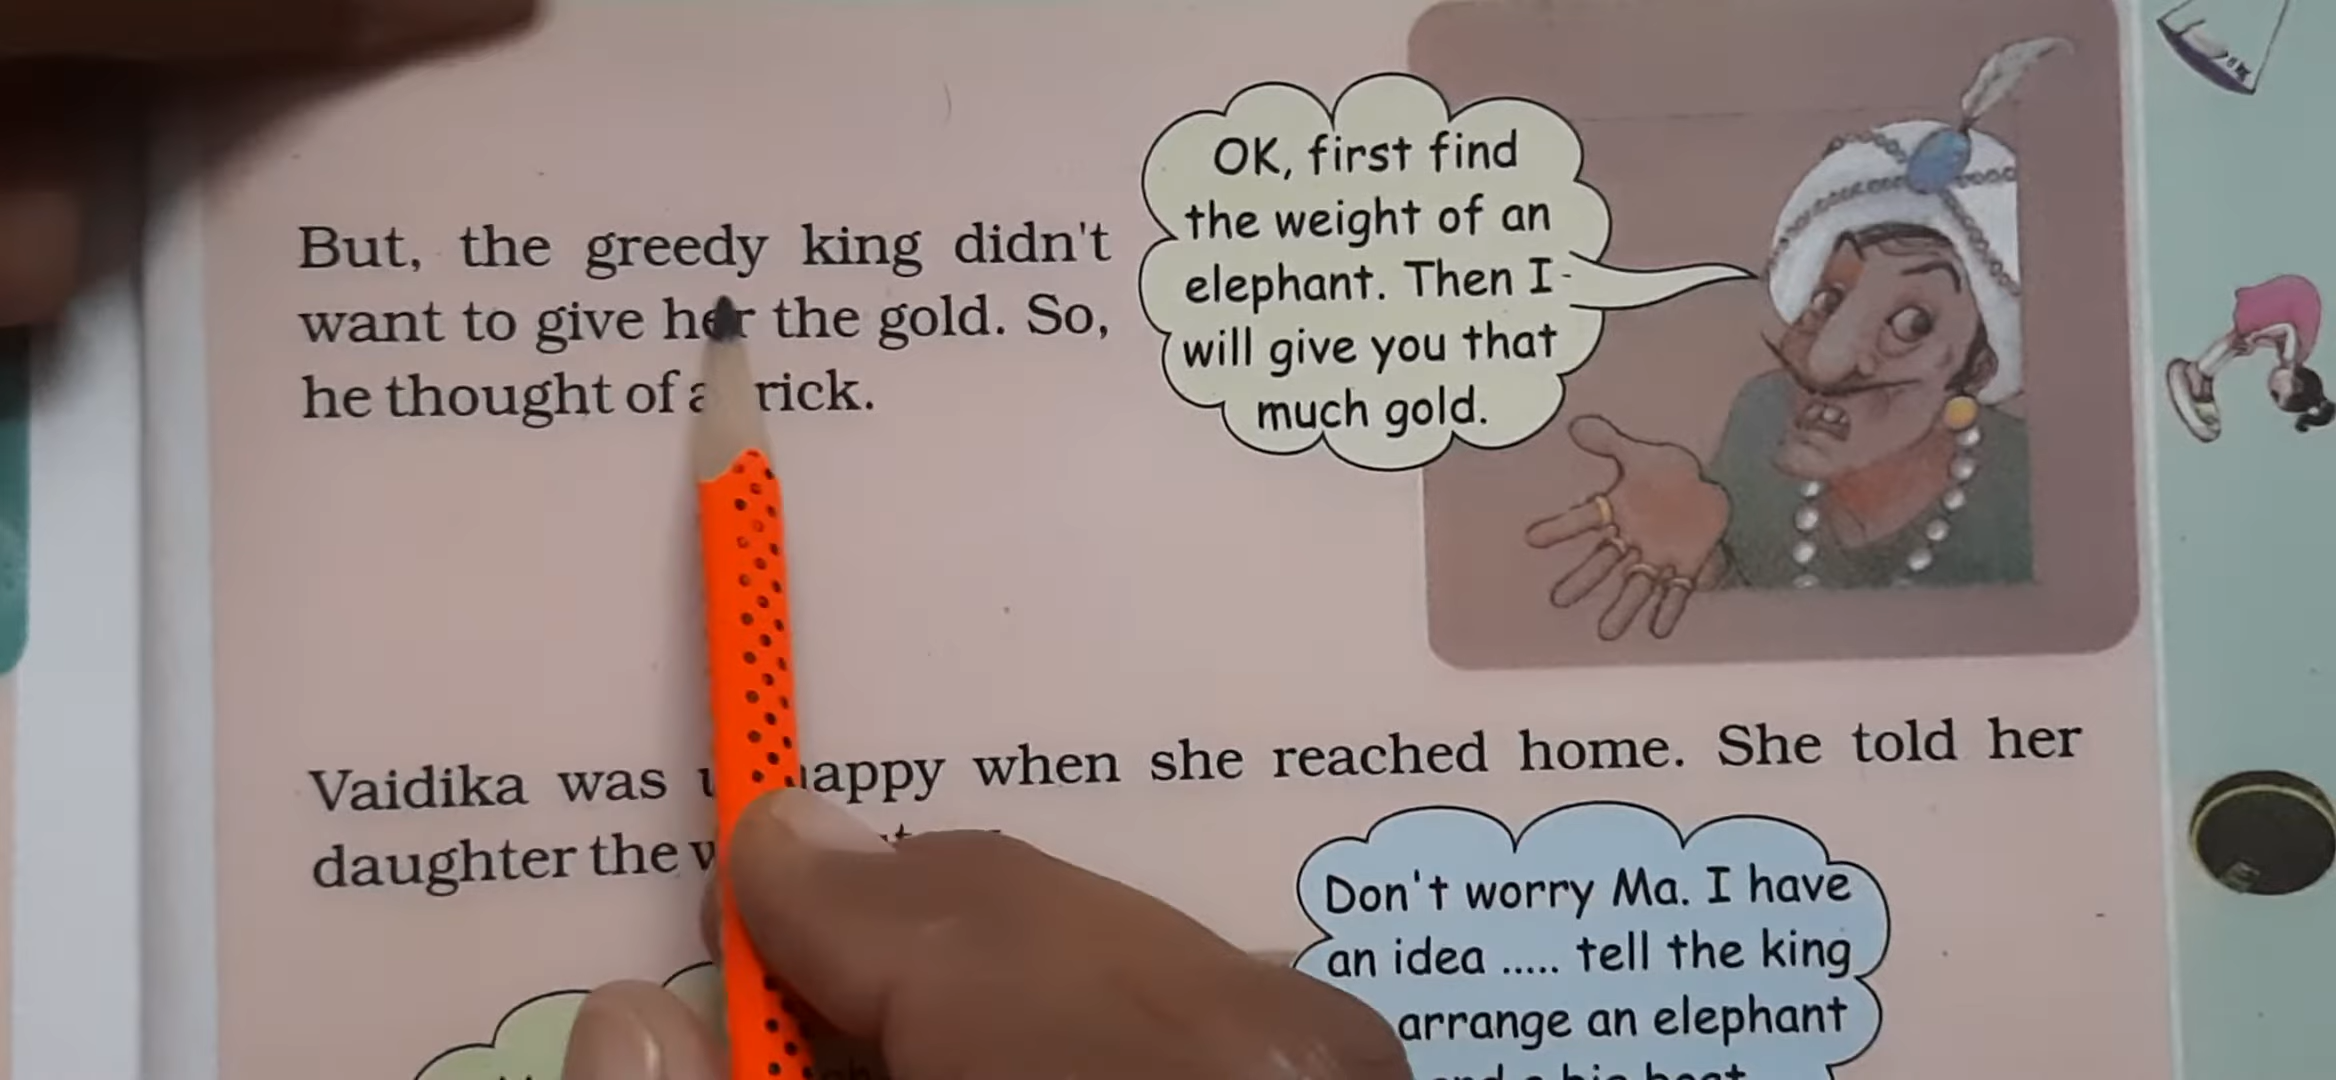 But, the greedy king didn't
want to give her the gold. So,
he thought of a rick.
OK, first find
the weight of an
elephant. Then I
will give you that
much gold.
Vaidika was happy when she reached home. She told her
daughter the
Don't worry Ma. I have
an idea ..... tell the king
arrange an elephant